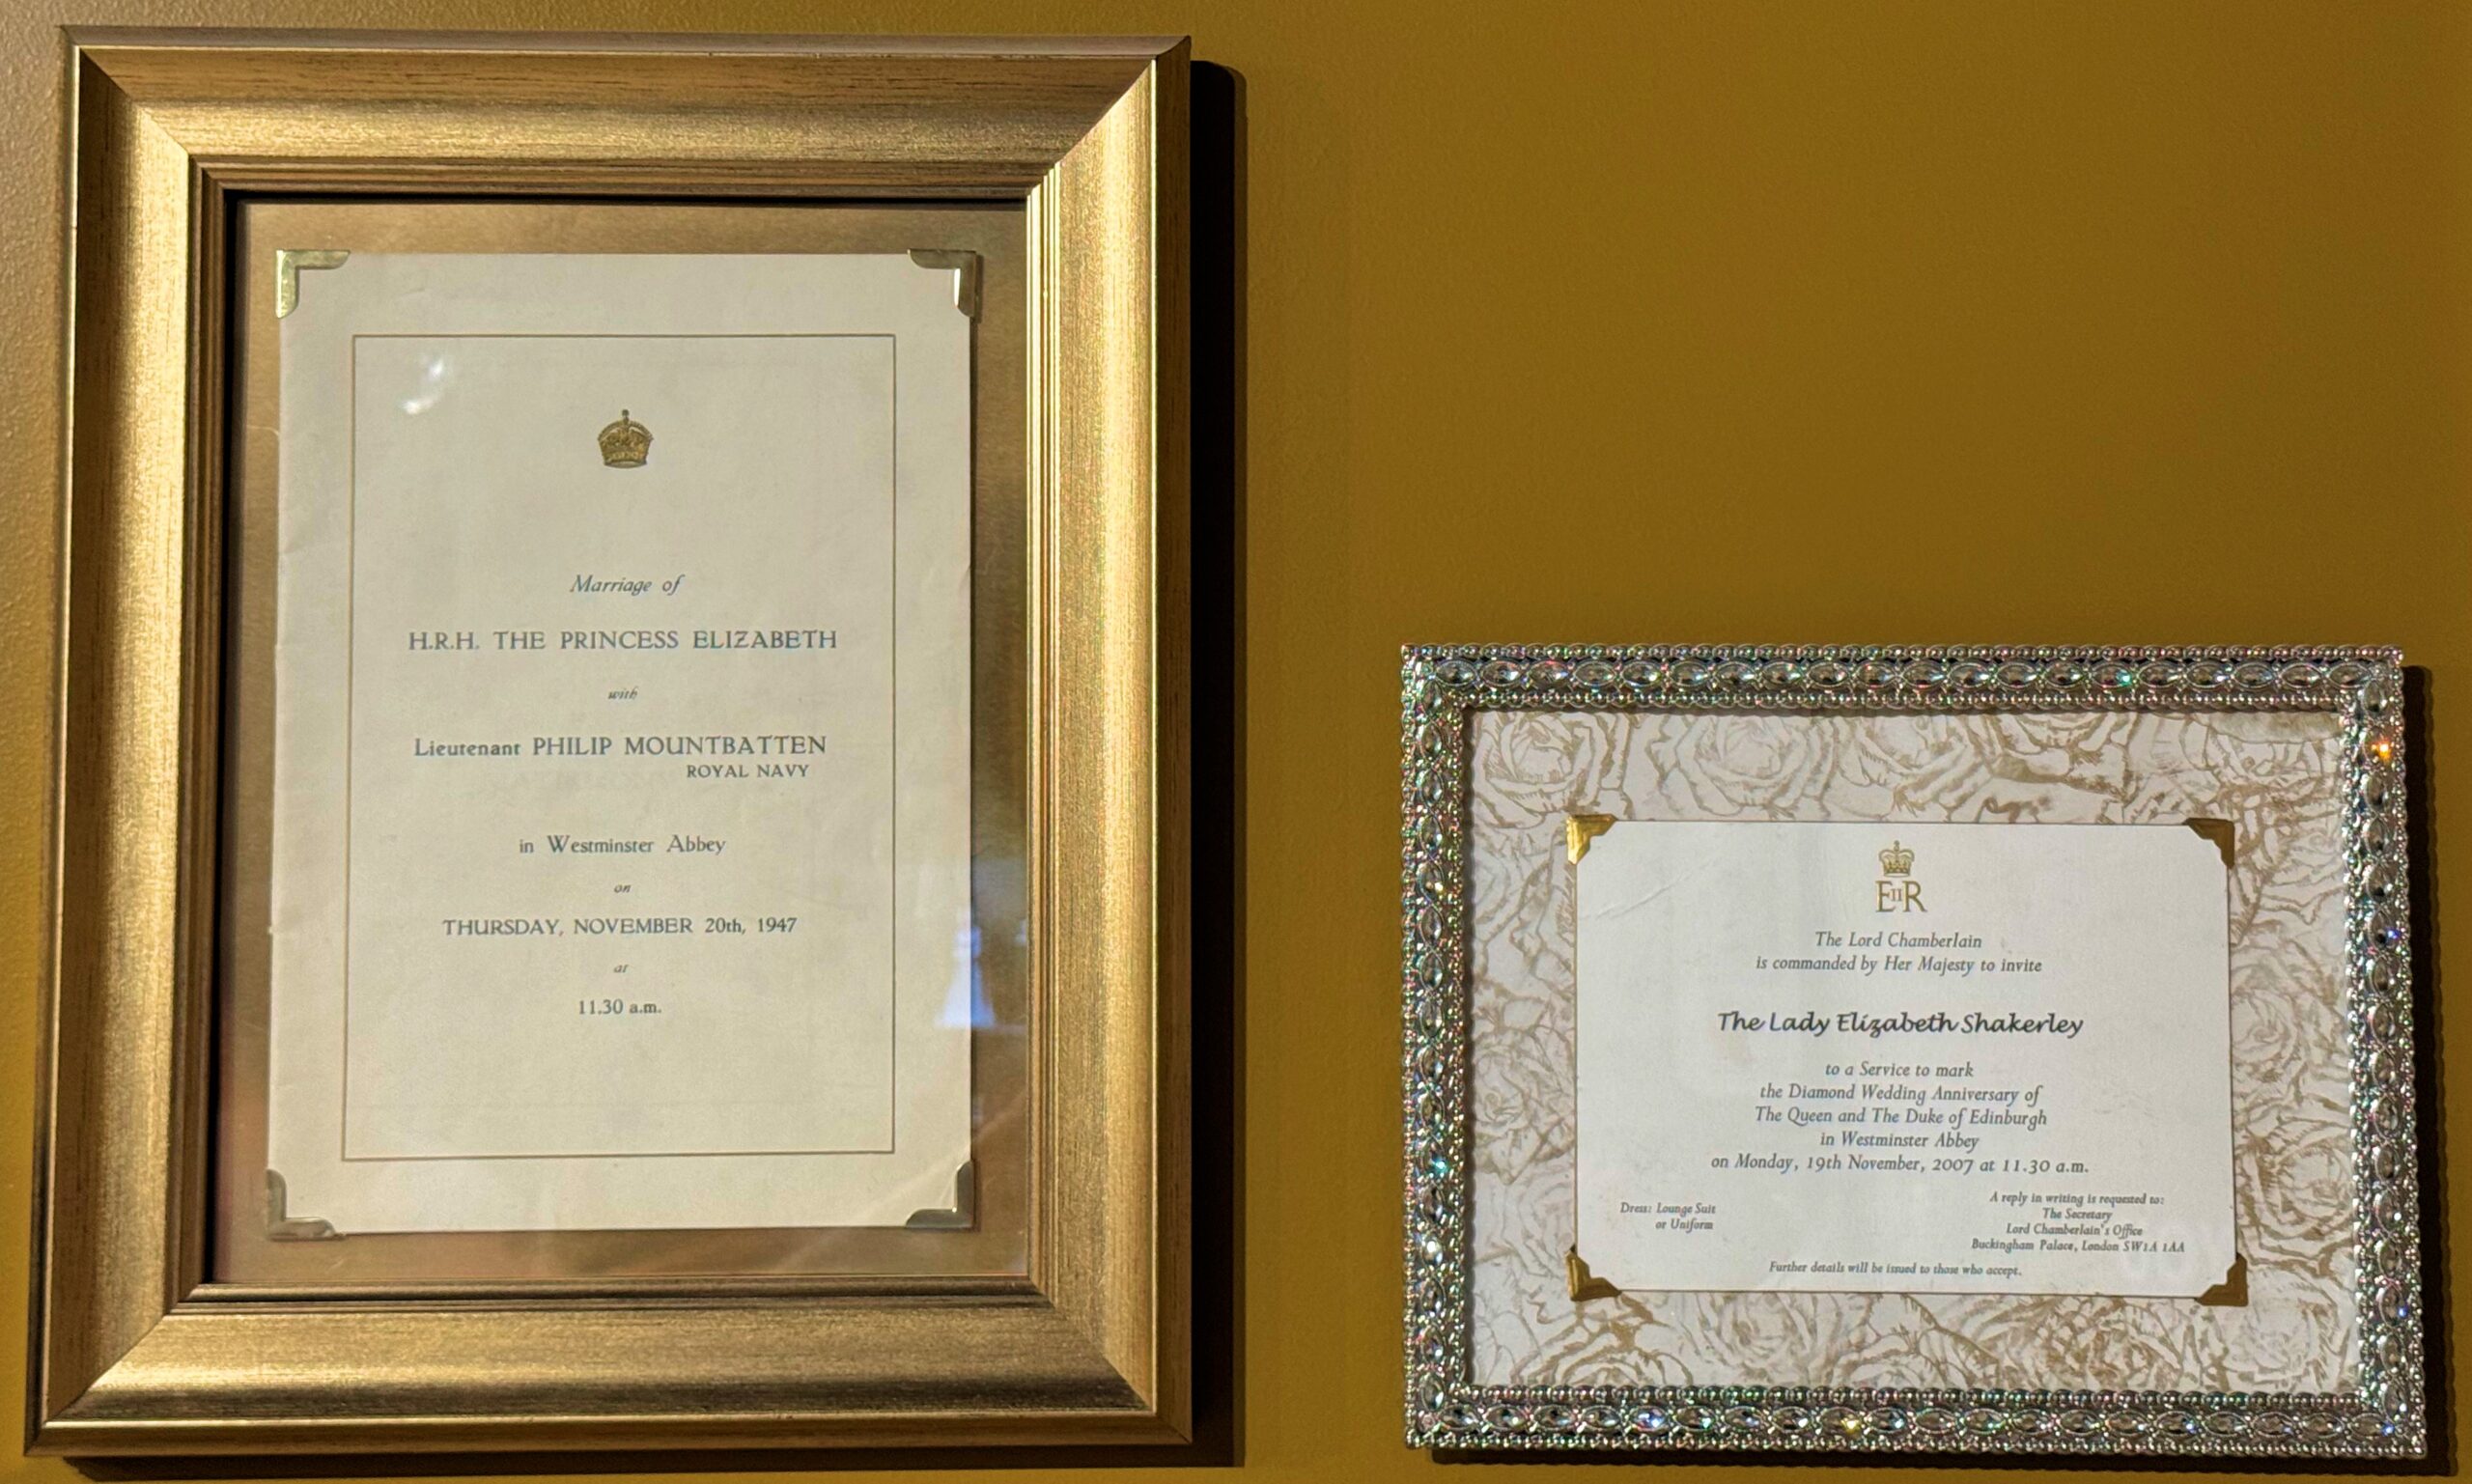 Marriage of
H.R.H. THE PRINCESS ELIZABETH
with
Lieutenant PHILIP MOUNTBATTEN
ROYAL NAVY
in Westminster Abbey
on
THURSDAY, NOVEMBER 20th, 1947
at
11.30 a.m.
EIIR
The Lord Chamberlain
is commanded by Her Majesty to invite
The Lady Elizabeth Shakerley
to a Service to mark
the Diamond Wedding Anniversary of
The Queen and The Duke of Edinburgh
in Westminster Abbey
on Monday, 19th November, 2007 at 11.30 a.m.
Dress: Lounge Suit
or Uniform
A reply in writing is requested to:
The Secretary
Lord Chamberlain's Office
Buckingham Palace, London SW1A 1AA
Further details will be issued to those who accept.